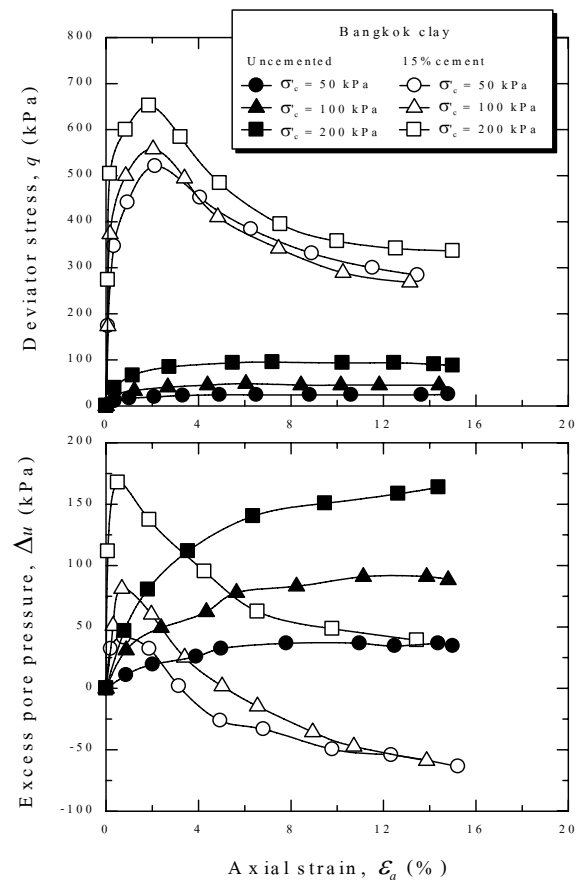 Bangkok clay
Uncemented 15% cement
σ'c = 50 kPa σ'c = 50 kPa
σ'c = 100 kPa σ'c = 100 kPa
σ'c = 200 kPa σ'c = 200 kPa
Deviator stress, q (kPa)
800
700
600
500
400
300
200
100
0
0 4 8 12 16 20
Excess pore pressure, Δu (kPa)
200
150
100
50
0
-50
-100
0 4 8 12 16 20
Axial strain, εa (%)